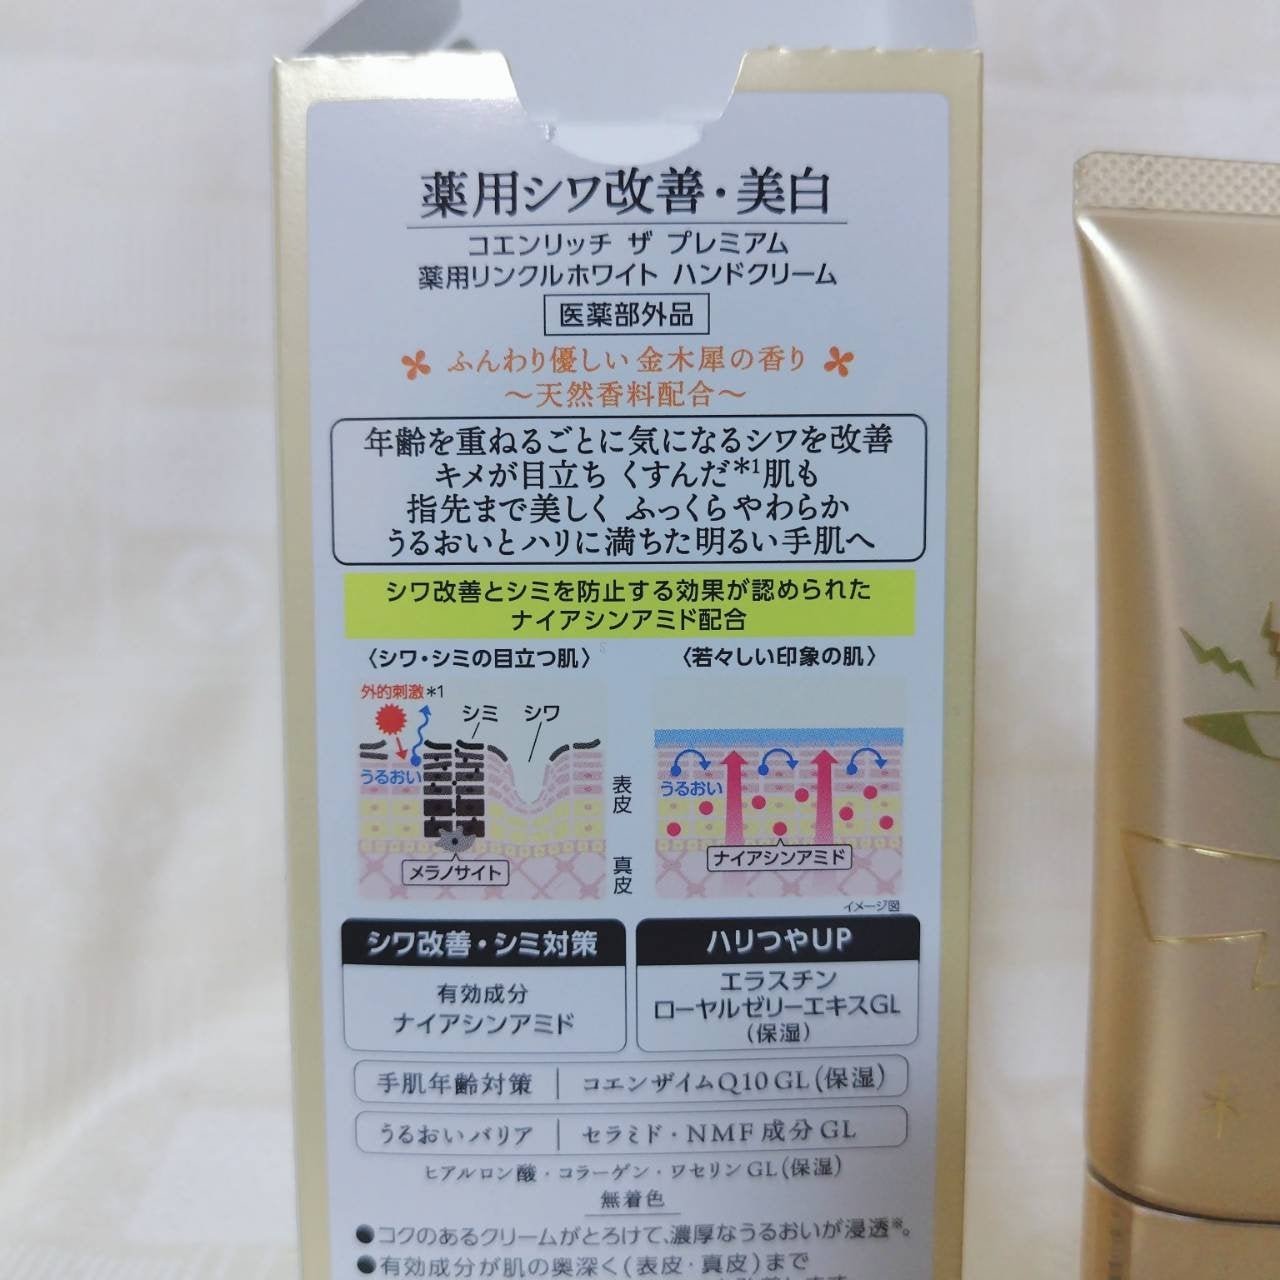 薬用シワ改善・美白
コエンリッチ ザ プレミアム
薬用リンクルホワイト ハンドクリーム
医薬部外品
ふんわり優しい 金木犀の香り
～天然香料配合～
年齢を重ねるごとに気になるシワを改善
キメが目立ち くすんだ*1肌も
指先まで美しく ふっくらやわらか
うるおいとハリに満ちた明るい手肌へ
シワ改善とシミを防止する効果が認められた
ナイアシンアミド配合
〈シワ・シミの目立つ肌〉
外的刺激*1
シミ シワ
うるおい
メラノサイト
表皮
真皮
〈若々しい印象の肌〉
うるおい
ナイアシンアミド
イメージ図
シワ改善・シミ対策
有効成分
ナイアシンアミド
ハリつやUP
エラスチン
ローヤルゼリーエキスGL
(保湿)
手肌年齢対策 | コエンザイムQ10 GL(保湿)
うるおいバリア | セラミド・NMF成分GL
ヒアルロン酸・コラーゲン・ワセリンGL(保湿)
無着色
●コクのあるクリームがとろけて、濃厚なうるおいが浸透※。
●有効成分が肌の奥深く(表皮・真皮)まで